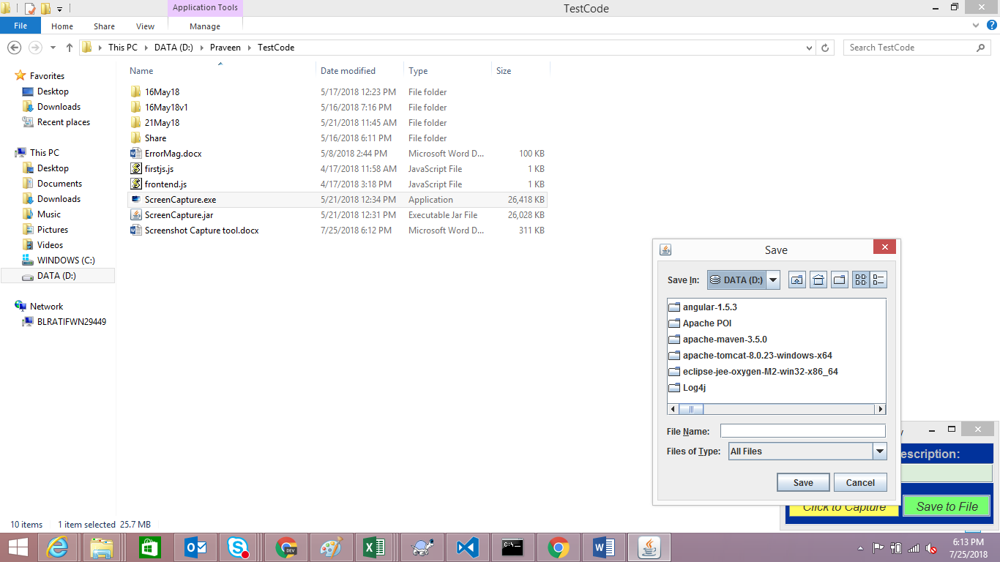 Application Tools
TestCode
File Home Share View Manage
This PC DATA (D:) Praveen TestCode
Search TestCode
Name Date modified Type Size
Favorites
Desktop
Downloads
Recent places
This PC
Desktop
Documents
Downloads
Music
Pictures
Videos
WINDOWS (C:)
DATA (D:)
Network
BLRATIFWN29449
16May18 5/17/2018 12:23 PM File folder
16May18v1 5/16/2018 7:16 PM File folder
21May18 5/21/2018 11:45 AM File folder
Share 5/16/2018 6:11 PM File folder
ErrorMag.docx 5/8/2018 2:44 PM Microsoft Word D... 100 KB
firstjs.js 4/17/2018 11:58 AM JavaScript File 1 KB
frontend.js 4/17/2018 3:18 PM JavaScript File 1 KB
ScreenCapture.exe 5/21/2018 12:34 PM Application 26,418 KB
ScreenCapture.jar 5/21/2018 12:31 PM Executable Jar File 26,028 KB
Screenshot Capture tool.docx 7/25/2018 6:12 PM Microsoft Word D... 311 KB
Save
Save In: DATA (D:)
angular-1.5.3
Apache POI
apache-maven-3.5.0
apache-tomcat-8.0.23-windows-x64
eclipse-jee-oxygen-M2-win32-x86_64
Log4j
File Name:
Files of Type: All Files
Save Cancel
escription:
Click to Capture Save to File
10 items 1 item selected 25.7 MB
DEV
6:13 PM
7/25/2018